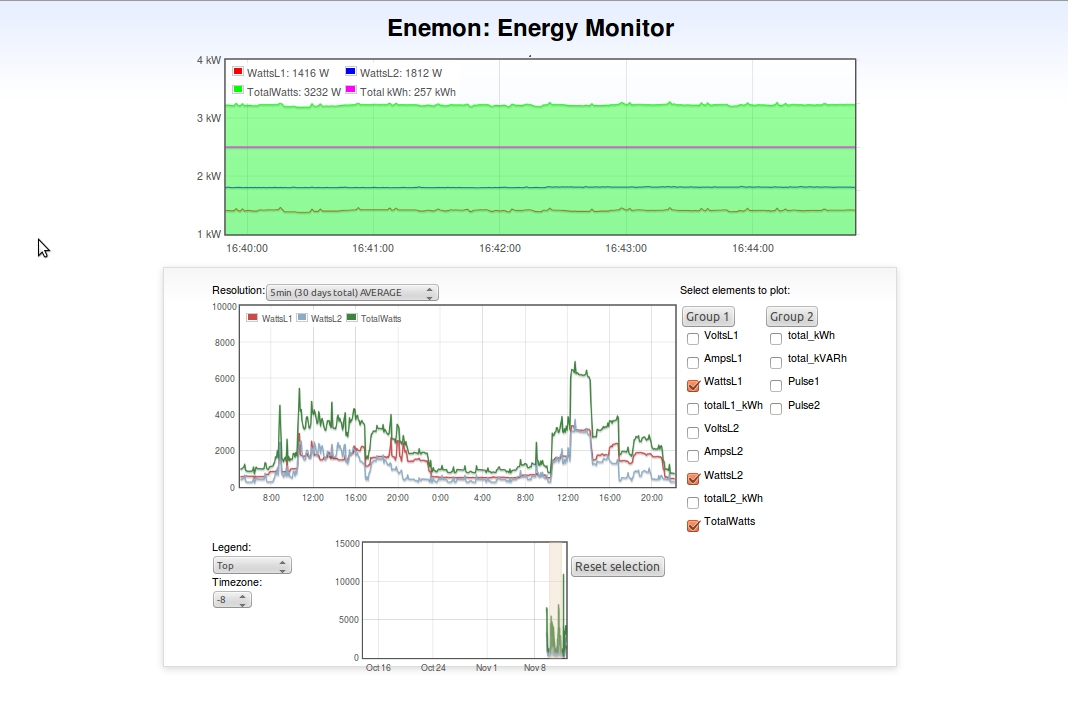 Enemon: Energy Monitor
4 kW
WattsL1: 1416 W WattsL2: 1812 W
TotalWatts: 3232 W Total kWh: 257 kWh
3 kW
2 kW
1 kW
16:40:00 16:41:00 16:42:00 16:43:00 16:44:00
Resolution: 5min (30 days total) AVERAGE
10000
WattsL1 WattsL2 TotalWatts
8000
6000
4000
2000
0
8:00 12:00 16:00 20:00 0:00 4:00 8:00 12:00 16:00 20:00
Select elements to plot:
Group 1 Group 2
VoltsL1 total_kWh
AmpsL1 total_kVARh
WattsL1 Pulse1
totalL1_kWh Pulse2
VoltsL2
AmpsL2
WattsL2
totalL2_kWh
TotalWatts
Legend:
Top
Timezone:
-8
15000
10000
5000
0
Oct 16 Oct 24 Nov 1 Nov 8
Reset selection